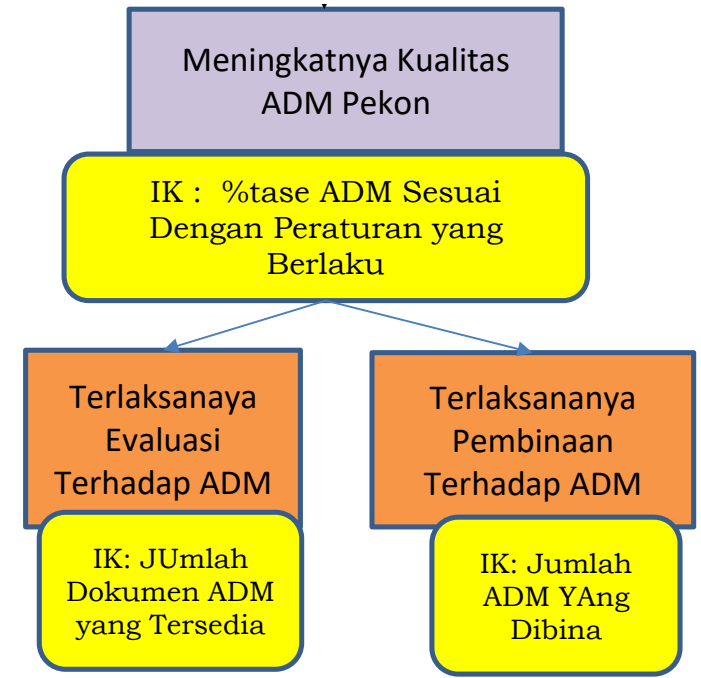 Meningkatnya Kualitas
ADM Pekon
IK :  %tase ADM Sesuai
Dengan Peraturan yang
Berlaku
Terlaksanaya
Evaluasi
Terhadap ADM
IK: JUmlah
Dokumen ADM
yang Tersedia
Terlaksananya
Pembinaan
Terhadap ADM
IK: Jumlah
ADM YAng
Dibina